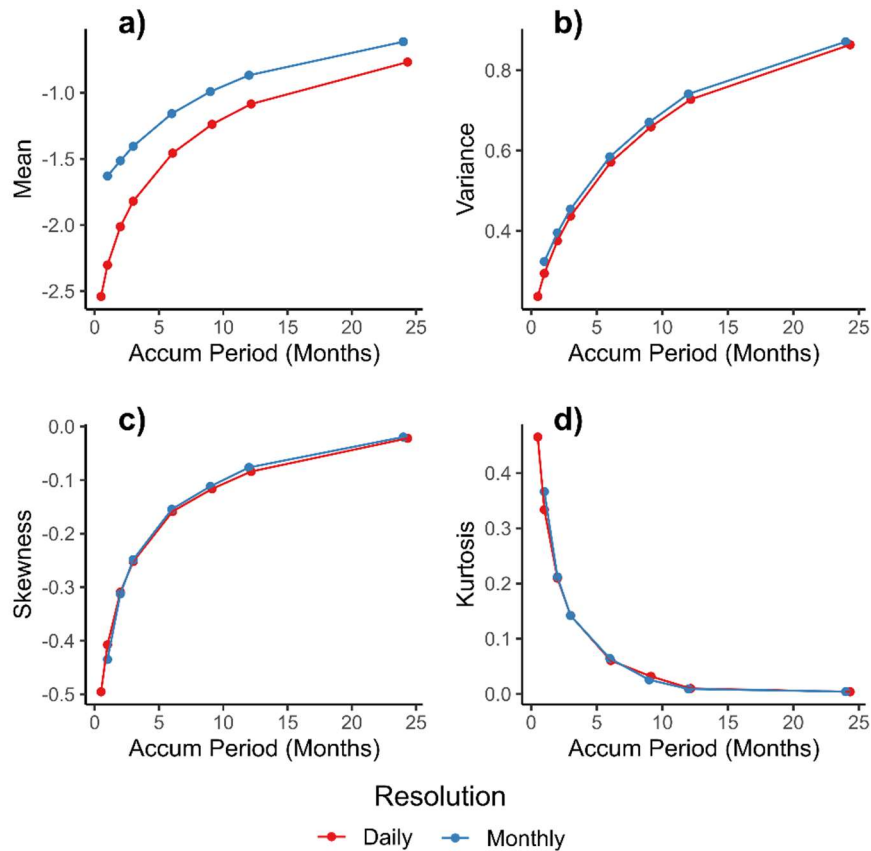 a)
Mean
-1.0
-1.5
-2.0
-2.5
0 5 10 15 20 25
Accum Period (Months)
b)
Variance
0.8
0.6
0.4
0 5 10 15 20 25
Accum Period (Months)
c)
Skewness
0.0
-0.1
-0.2
-0.3
-0.4
-0.5
0 5 10 15 20 25
Accum Period (Months)
d)
Kurtosis
0.4
0.3
0.2
0.1
0.0
0 5 10 15 20 25
Accum Period (Months)
Resolution
Daily Monthly